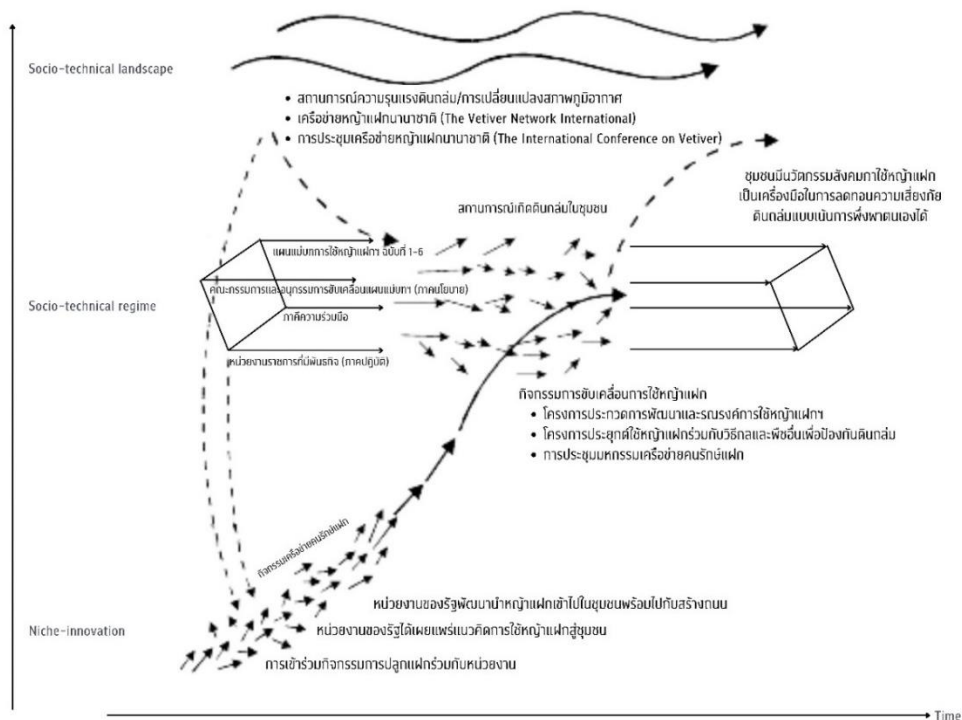 Socio-technical landscape
• สถานการณ์ความรุนแรงดินถล่ม/การเปลี่ยนแปลงสภาพภูมิอากาศ
• เครือข่ายหญ้าแฝกนานาชาติ (The Vetiver Network International)
• การประชุมเครือข่ายหญ้าแฝกนานาชาติ (The International Conference on Vetiver)
ชุมชนมีนวัตกรรมสังคมกาใช้หญ้าแฝก
เป็นเครื่องมือในการลดทอนความเสี่ยงภัย
ดินถล่มแบบเน้นการพึ่งพาตนเองได้
สถานการณ์เกิดดินถล่มในชุมชน
แผนแม่บทการใช้หญ้าแฝกฯ ฉบับที่ 1-6
คณะกรรมการและอนุกรรมการขับเคลื่อนแผนแม่บทฯ (ภาคนโยบาย)
Socio-technical regime
ภาคีความร่วมมือ
หน่วยงานราชการที่มีพันธกิจ (ภาคปฏิบัติ)
กิจกรรมการขับเคลื่อนการใช้หญ้าแฝก
• โครงการประกวดการพัฒนาและรณรงค์การใช้หญ้าแฝกฯ
• โครงการประยุกต์ใช้หญ้าแฝกร่วมกับวิธีกลและพืชอื่นเพื่อป้องกันดินถล่ม
• การประชุมมหกรรมเครือข่ายคนรักษ์แฝก
กิจกรรมเครือข่ายคนรักษ์แฝก
หน่วยงานของรัฐพัฒนานำหญ้าแฝกเข้าไปในชุมชนพร้อมไปกับสร้างถนน
Niche-innovation
หน่วยงานของรัฐได้เผยแพร่แนวคิดการใช้หญ้าแฝกสู่ชุมชน
การเข้าร่วมกิจกรรมการปลูกแฝกร่วมกับหน่วยงาน
Time